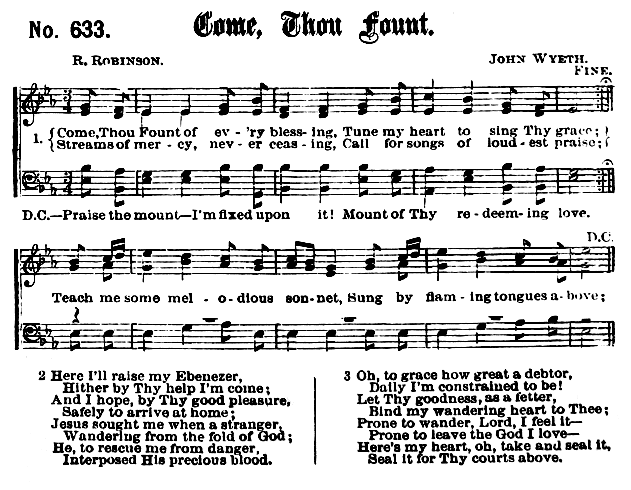 No. 633. Come, Thou Fount.
R. ROBINSON. JOHN WYETH.
FINE.
1. { Come, Thou Fount of ev - 'ry bless - ing, Tune my heart to sing Thy grace; }
{ Streams of mer - cy, nev - er ceas - ing, Call for songs of loud - est praise; }
D.C.—Praise the mount—I'm fixed upon it! Mount of Thy re - deem - ing love.
D.C.
Teach me some mel - o - dious son - net, Sung by flam - ing tongues a - bove;
2 Here I'll raise my Ebenezer,
Hither by Thy help I'm come;
And I hope, by Thy good pleasure,
Safely to arrive at home;
Jesus sought me when a stranger,
Wandering from the fold of God;
He, to rescue me from danger,
Interposed His precious blood.
3 Oh, to grace how great a debtor,
Daily I'm constrained to be!
Let Thy goodness, as a fetter,
Bind my wandering heart to Thee;
Prone to wander, Lord, I feel it—
Prone to leave the God I love—
Here's my heart, oh, take and seal it,
Seal it for Thy courts above.